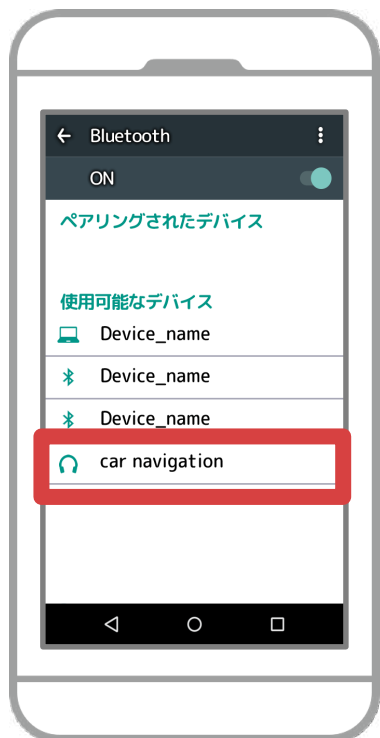 Bluetooth
ON
ペアリングされたデバイス
使用可能なデバイス
Device_name
Device_name
Device_name
car navigation